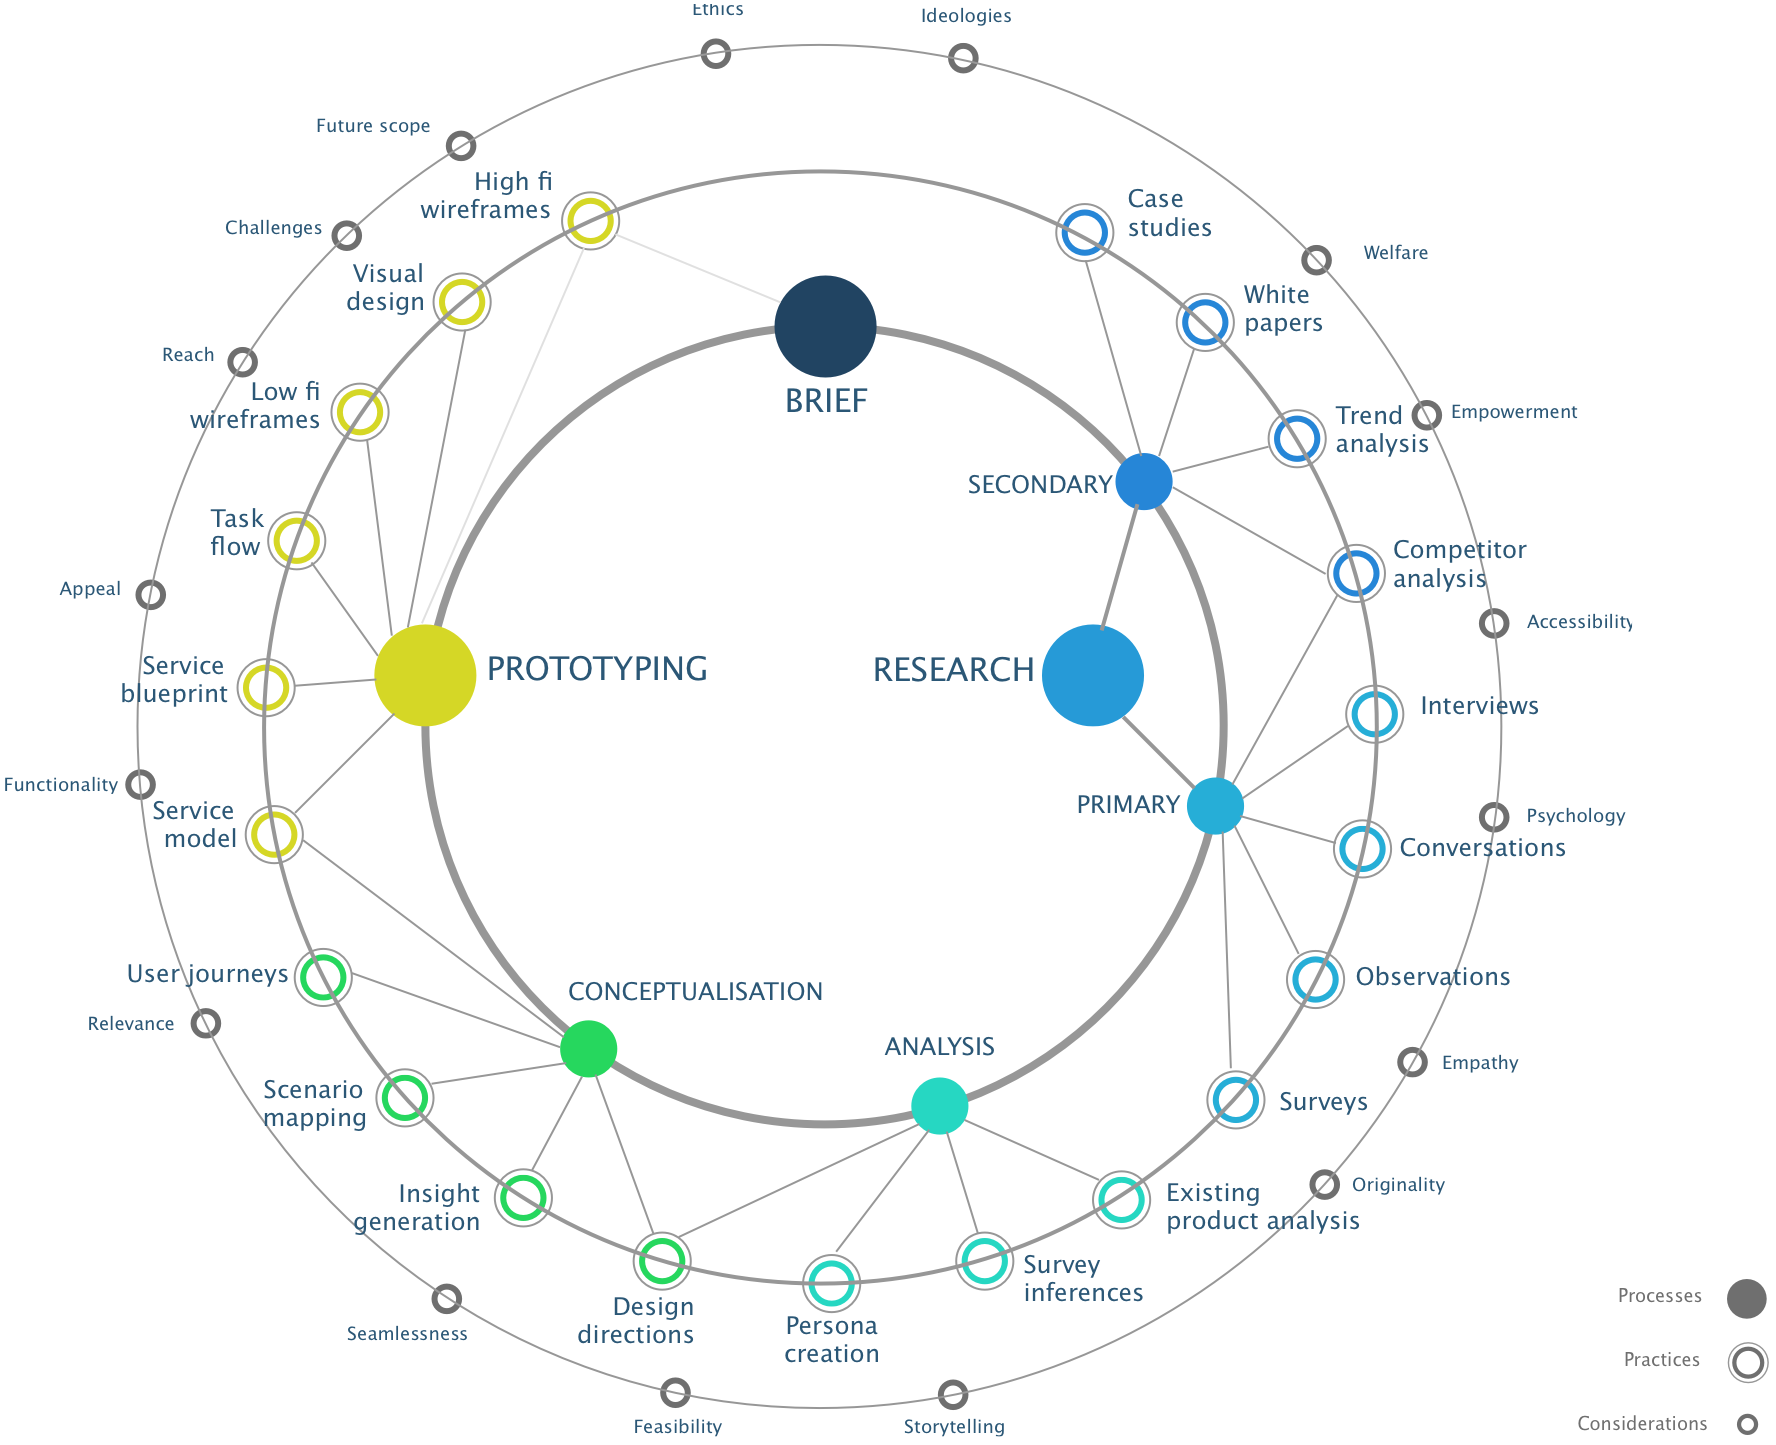 Ethics
Ideologies
Future scope
High fi
wireframes
Case
studies
Challenges
Welfare
Visual
design
White
papers
Reach
Low fi
wireframes
BRIEF
Trend
analysis
Empowerment
SECONDARY
Task
flow
Competitor
analysis
Appeal
Accessibility
Service
blueprint
PROTOTYPING
RESEARCH
Interviews
Functionality
Service
model
PRIMARY
Psychology
Conversations
User journeys
CONCEPTUALISATION
Observations
Relevance
ANALYSIS
Empathy
Scenario
mapping
Surveys
Insight
generation
Existing
product analysis
Originality
Survey
inferences
Design
directions
Persona
creation
Seamlessness
Feasibility
Storytelling
Processes
Practices
Considerations